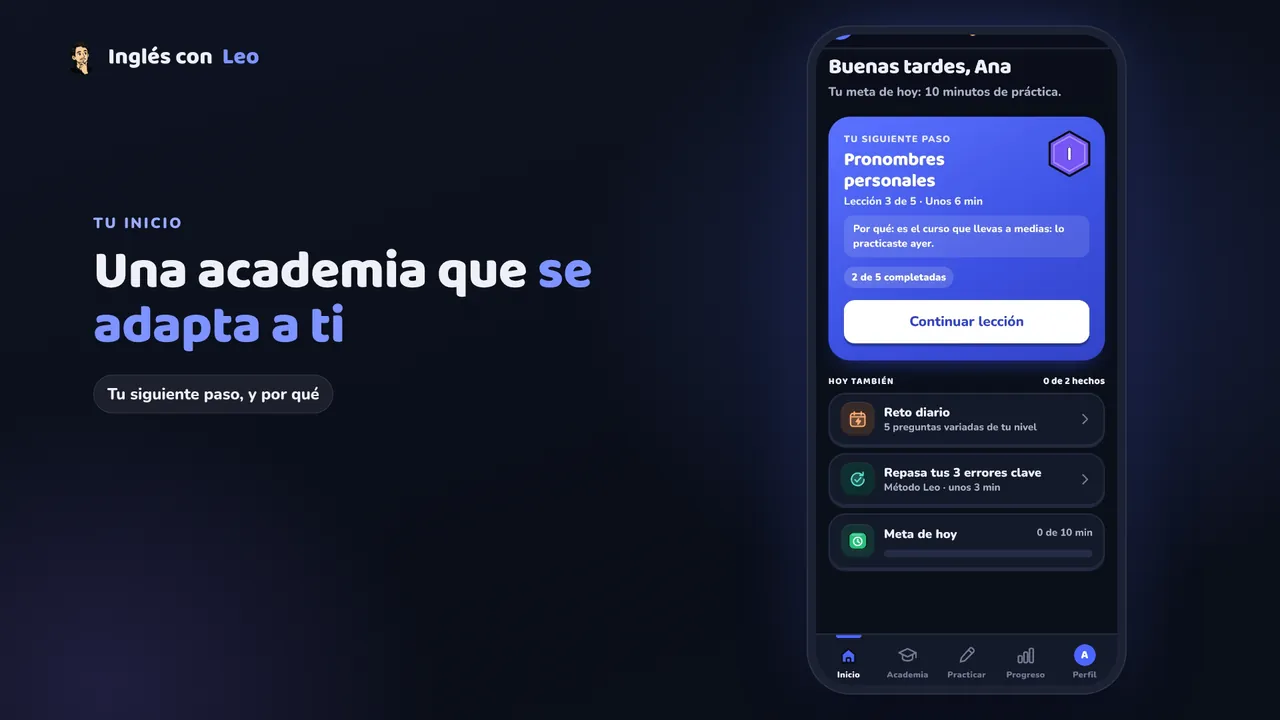 Inglés con Leo
TU INICIO
Una academia que se
adapta a ti
Tu siguiente paso, y por qué
Buenas tardes, Ana
Tu meta de hoy: 10 minutos de práctica.
TU SIGUIENTE PASO
Pronombres
personales
I
Lección 3 de 5 · Unos 6 min
Por qué: es el curso que llevas a medias: lo
practicaste ayer.
2 de 5 completadas
Continuar lección
HOY TAMBIÉN
0 de 2 hechos
Reto diario
5 preguntas variadas de tu nivel
Repasa tus 3 errores clave
Método Leo · unos 3 min
Meta de hoy
0 de 10 min
A
Inicio
Academia
Practicar
Progreso
Perfil